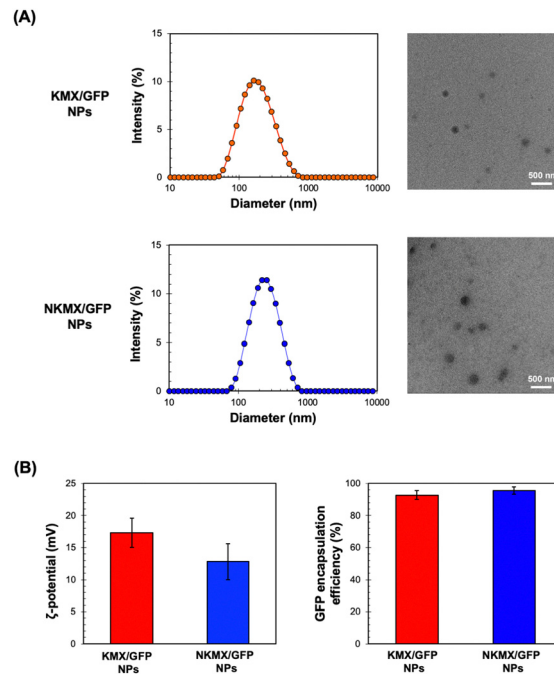 (A)
KMX/GFP
NPs
Intensity (%)
15
10
5
0
10
100
1000
10000
Diameter (nm)
500 nm
NKMX/GFP
NPs
Intensity (%)
15
10
5
0
10
100
1000
10000
Diameter (nm)
500 nm
(B)
ζ-potential (mV)
25
20
15
10
5
0
KMX/GFP
NPs
NKMX/GFP
NPs
GFP encapsulation
efficiency (%)
100
80
60
40
20
0
KMX/GFP
NPs
NKMX/GFP
NPs